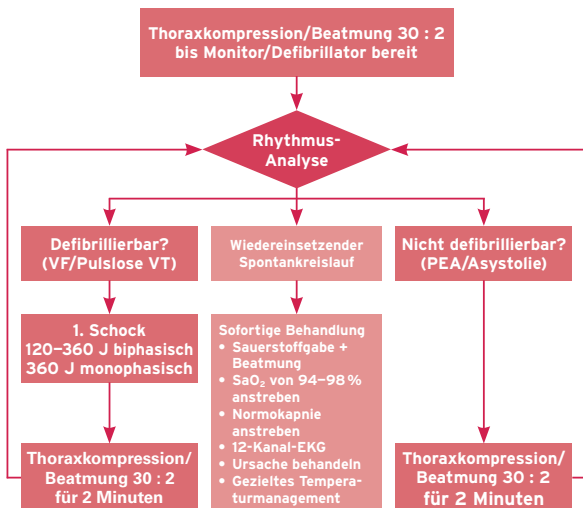 Thoraxkompression/Beatmung 30 : 2
bis Monitor/Defibrillator bereit
Rhythmus-
Analyse
Defibrillierbar?
(VF/Pulslose VT)
Wiedereinsetzender
Spontankreislauf
Nicht defibrillierbar?
(PEA/Asystolie)
1. Schock
120–360 J biphasisch
360 J monophasisch
Sofortige Behandlung
• Sauerstoffgabe +
Beatmung
• SaO₂ von 94–98 %
anstreben
• Normokapnie
anstreben
• 12-Kanal-EKG
• Ursache behandeln
• Gezieltes Tempera-
turmanagement
Thoraxkompression/
Beatmung 30 : 2
für 2 Minuten
Thoraxkompression/
Beatmung 30 : 2
für 2 Minuten